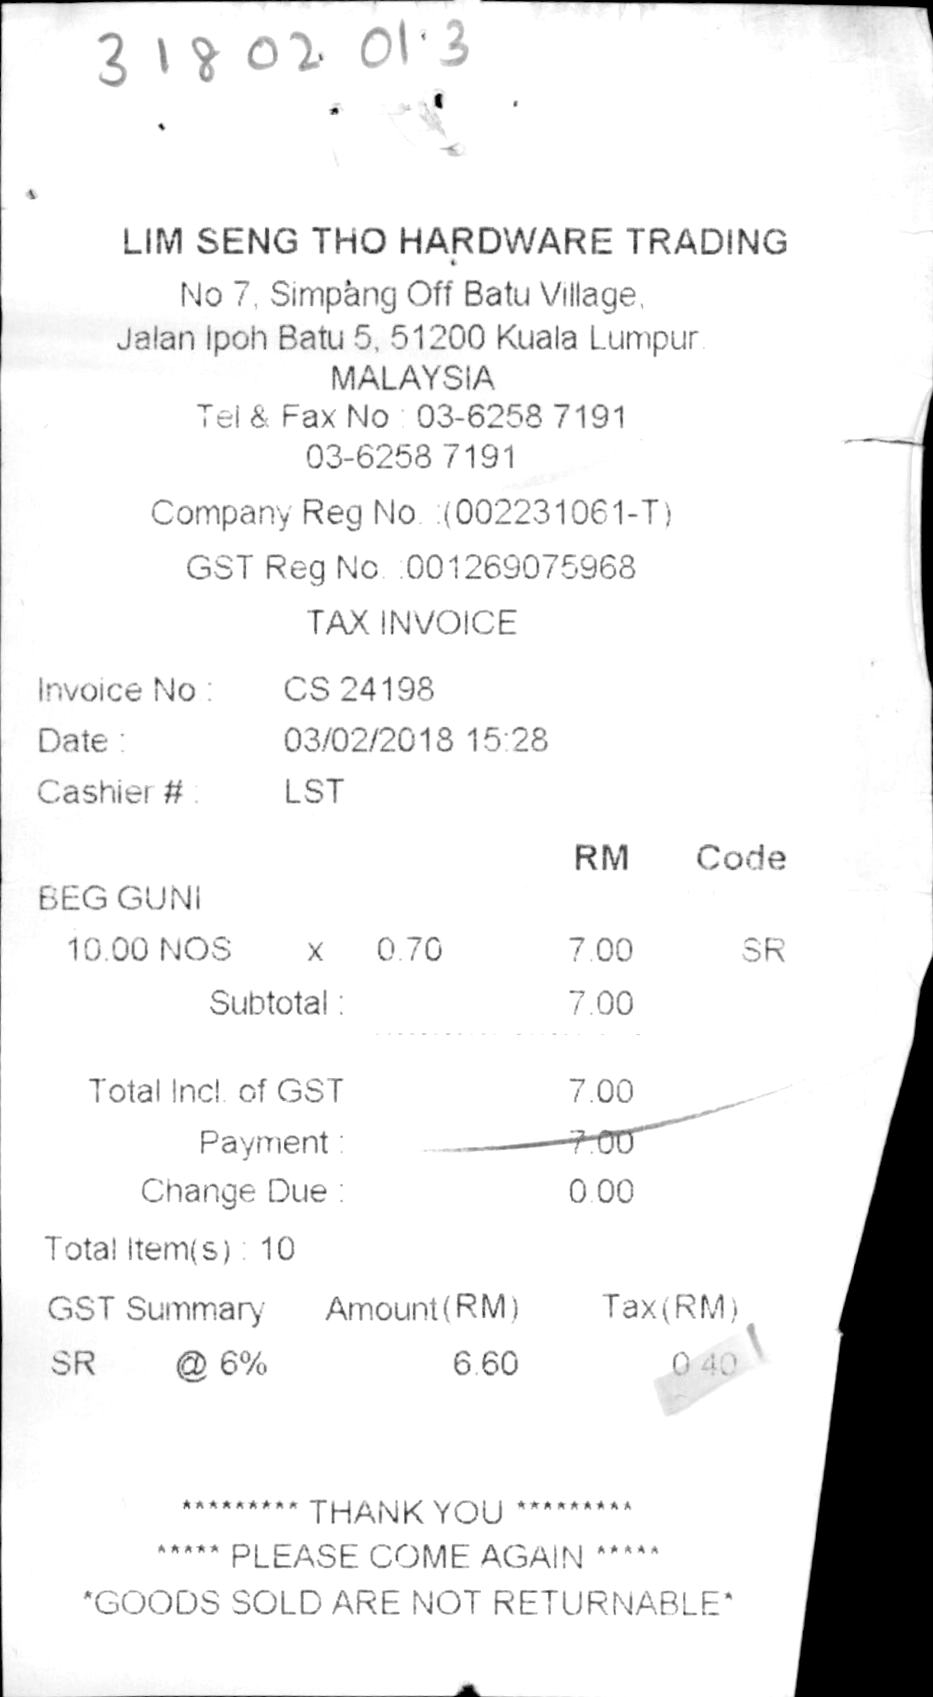 31802 01.3
LIM SENG THO HARDWARE TRADING
No 7, Simpang Off Batu Village,
Jalan Ipoh Batu 5, 51200 Kuala Lumpur
MALAYSIA
Tel & Fax No : 03-6258 7191
03-6258 7191
Company Reg No. :(002231061-T)
GST Reg No. :001269075968
TAX INVOICE
Invoice No : CS 24198
Date : 03/02/2018 15:28
Cashier # : LST
RM Code
BEG GUNI
10.00 NOS x 0.70 7.00 SR
Subtotal : 7.00
Total Incl. of GST 7.00
Payment : 7.00
Change Due : 0.00
Total Item(s) : 10
GST Summary Amount(RM) Tax(RM)
SR @ 6% 6.60 0.40
********* THANK YOU *********
***** PLEASE COME AGAIN *****
*GOODS SOLD ARE NOT RETURNABLE*